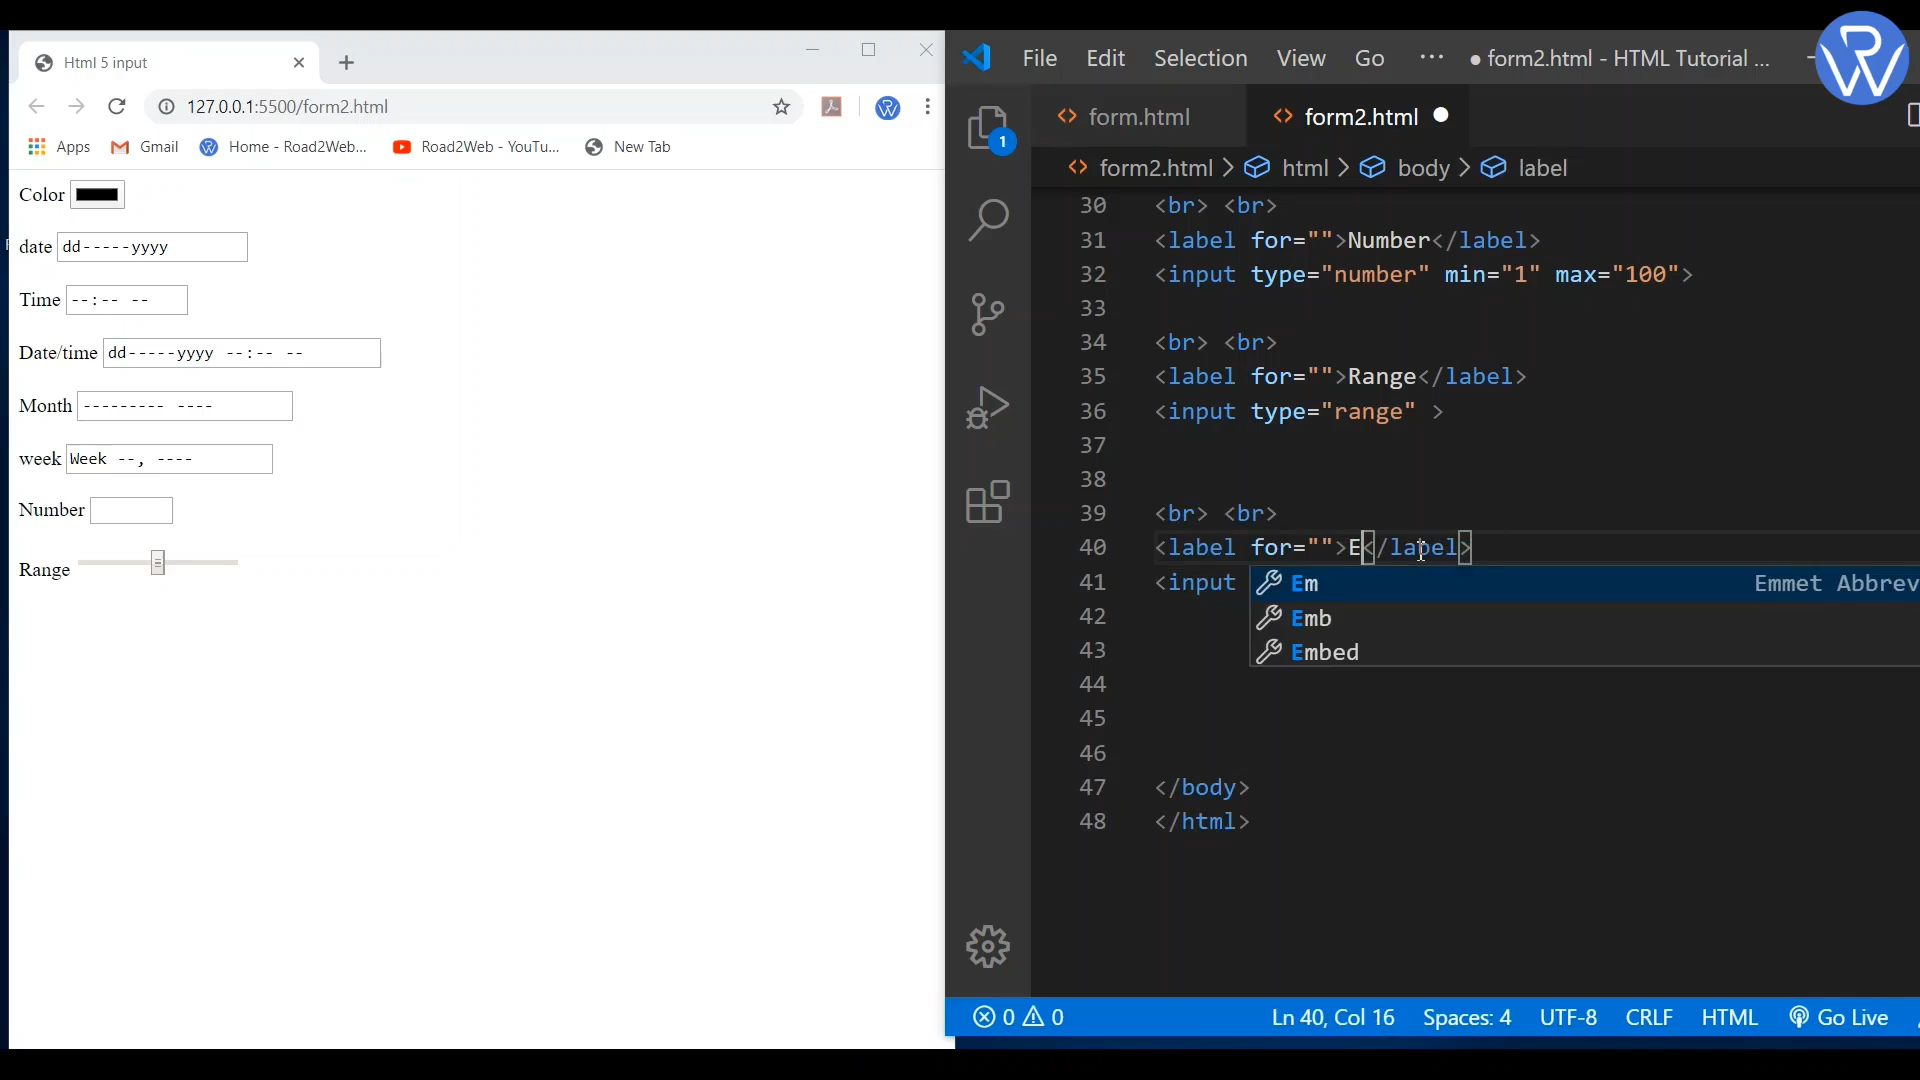 Html 5 input
127.0.0.1:5500/form2.html
Apps Gmail Home - Road2Web... Road2Web - YouTu... New Tab
Color
date dd-----yyyy
Time --:-- --
Date/time dd-----yyyy --:-- --
Month --------- ----
week Week --, ----
Number
Range
File Edit Selection View Go ··· ● form2.html - HTML Tutorial ...
form.html form2.html
1
form2.html > html > body > label
30 <br> <br>
31 <label for="">Number</label>
32 <input type="number" min="1" max="100">
33
34 <br> <br>
35 <label for="">Range</label>
36 <input type="range" >
37
38
39 <br> <br>
40 <label for="">E</label>
41 <input
Em Emmet Abbrev
42 Emb
43 Embed
44
45
46
47 </body>
48 </html>
0 0 Ln 40, Col 16 Spaces: 4 UTF-8 CRLF HTML Go Live